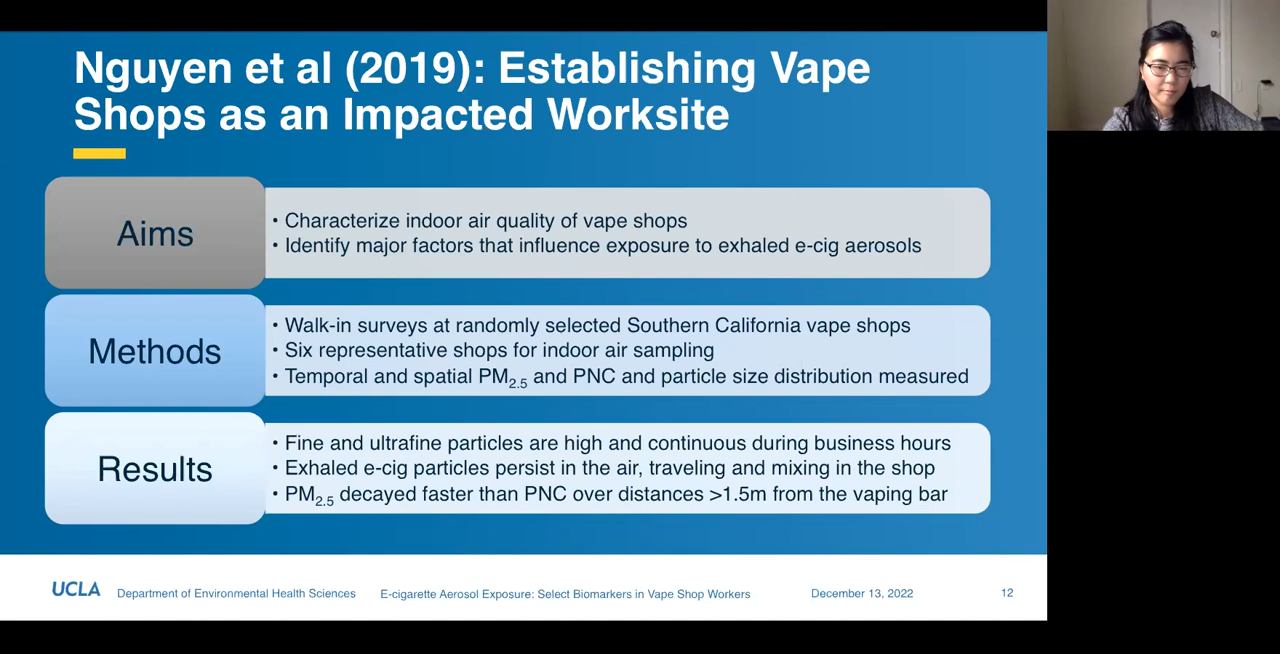 Nguyen et al (2019): Establishing Vape
Shops as an Impacted Worksite
Aims
• Characterize indoor air quality of vape shops
• Identify major factors that influence exposure to exhaled e-cig aerosols
Methods
• Walk-in surveys at randomly selected Southern California vape shops
• Six representative shops for indoor air sampling
• Temporal and spatial PM2.5 and PNC and particle size distribution measured
Results
• Fine and ultrafine particles are high and continuous during business hours
• Exhaled e-cig particles persist in the air, traveling and mixing in the shop
• PM2.5 decayed faster than PNC over distances >1.5m from the vaping bar
UCLA Department of Environmental Health Sciences E-cigarette Aerosol Exposure: Select Biomarkers in Vape Shop Workers December 13, 2022 12